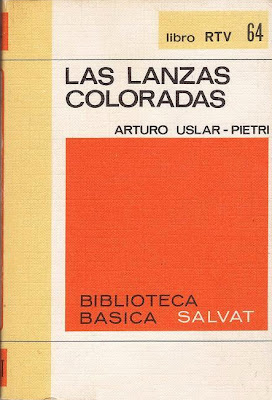 libro RTV 64
LAS LANZAS
COLORADAS
ARTURO USLAR-PIETRI
BIBLIOTECA
BASICA SALVAT